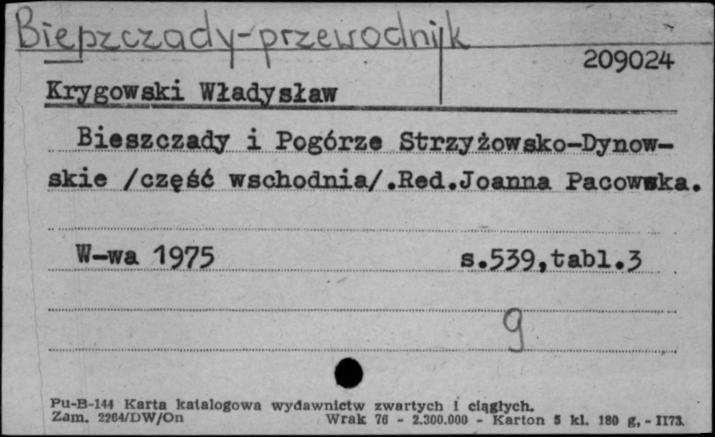 Bieszczady-przewodnik
209024
Krygowski Władysław
Bieszczady i Pogórze Strzyżowsko-Dynow-
skie /część wschodnia/.Red.Joanna Pacowska.
W-wa 1975 s.539,tabl.3
g
Pu-B-144 Karta katalogowa wydawnictw zwartych i ciągłych.
Zam. 2264/DW/On Wrak 76 - 2.300.000 - Karton 5 kl. 180 g, - II73.